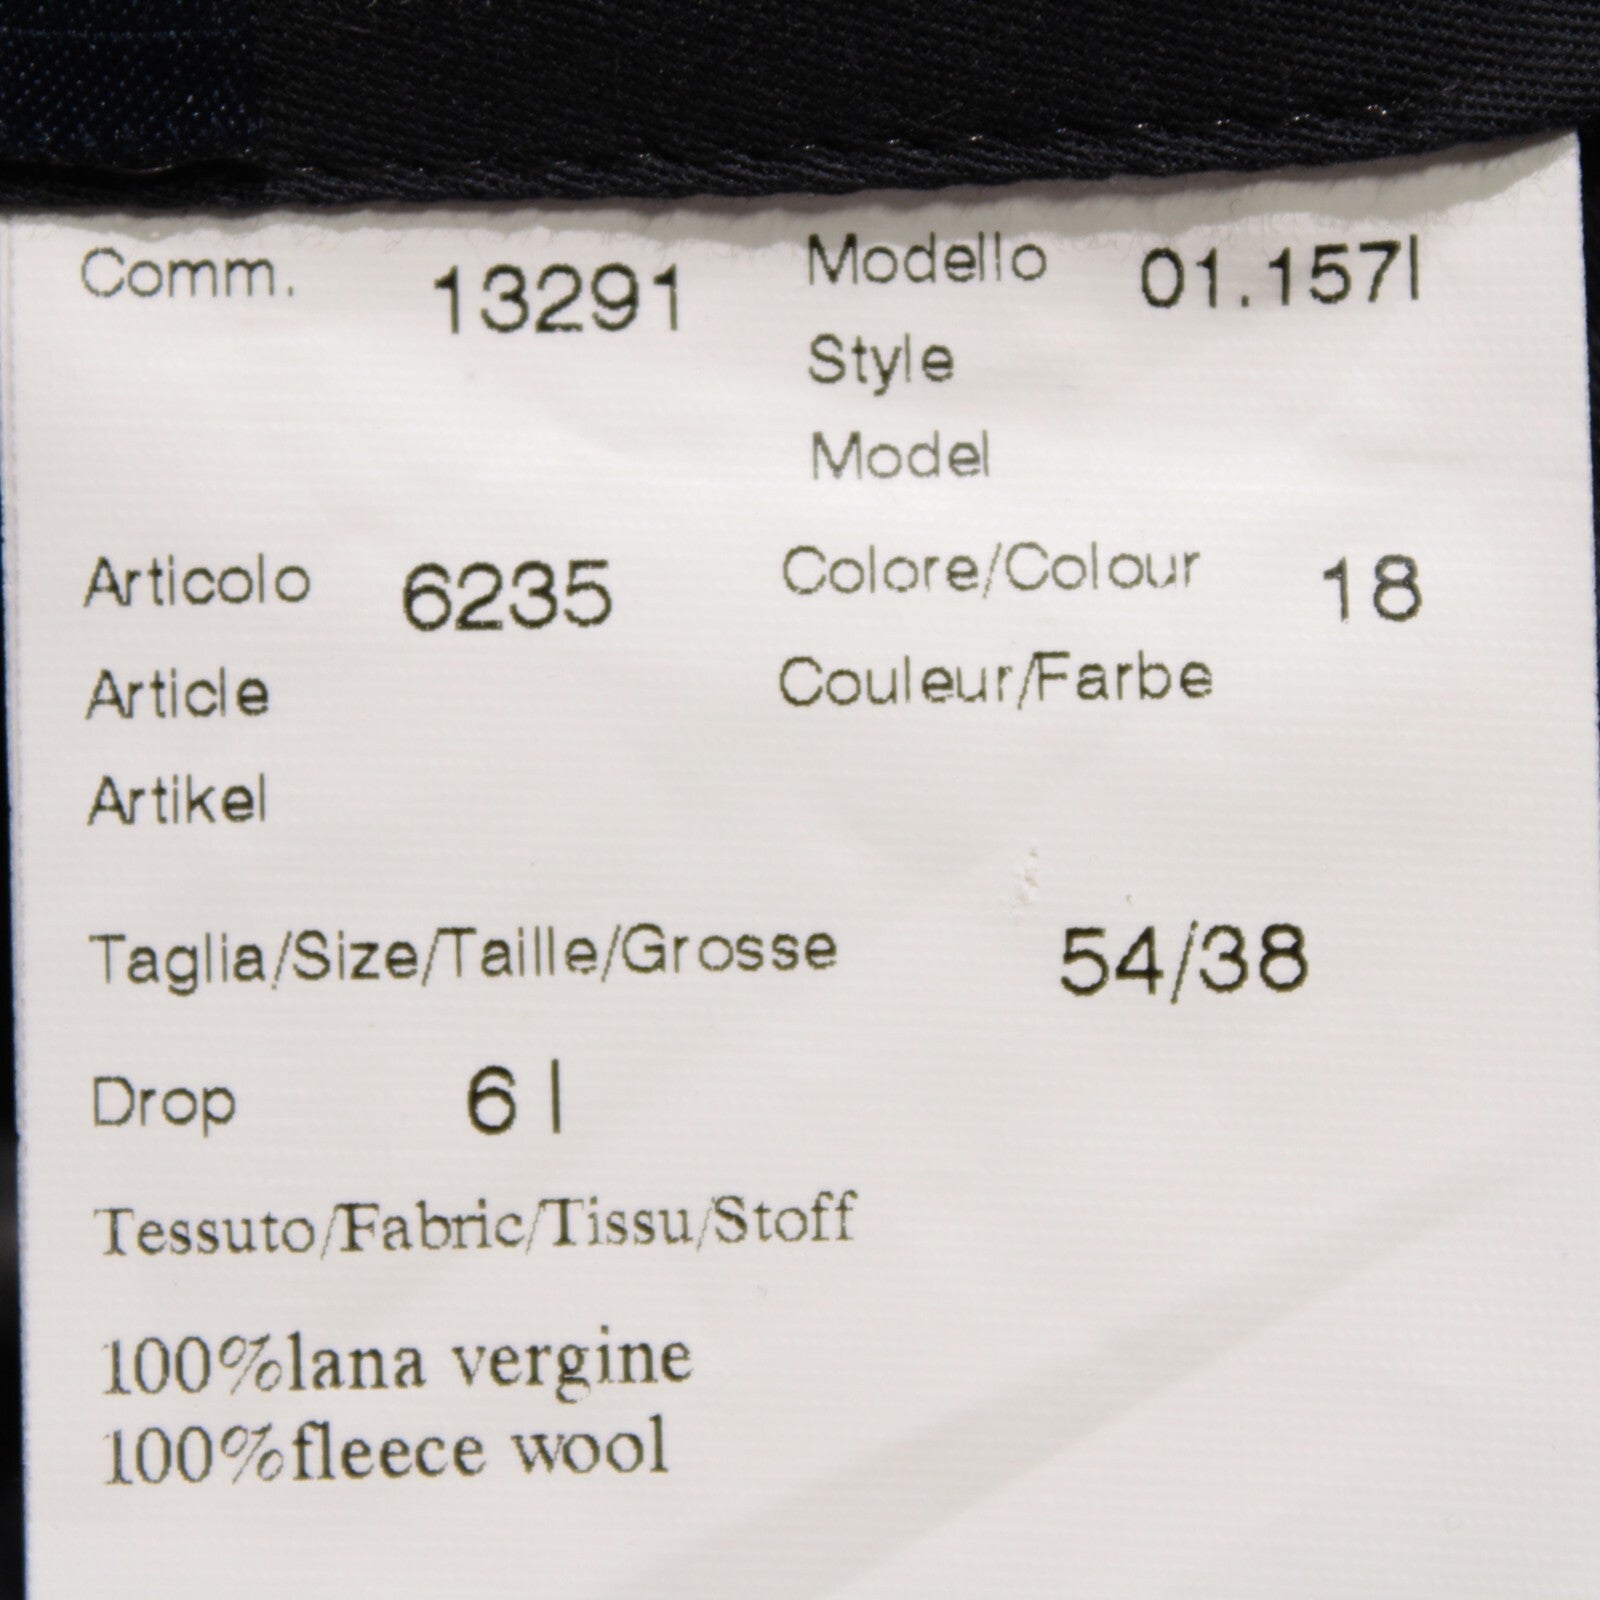 Comm. 13291 Modello 01.157l
Style
Model
Articolo 6235 Colore/Colour 18
Article Couleur/Farbe
Artikel
Taglia/Size/Taille/Grosse 54/38
Drop 6 l
Tessuto/Fabric/Tissu/Stoff
100%lana vergine
100%fleece wool